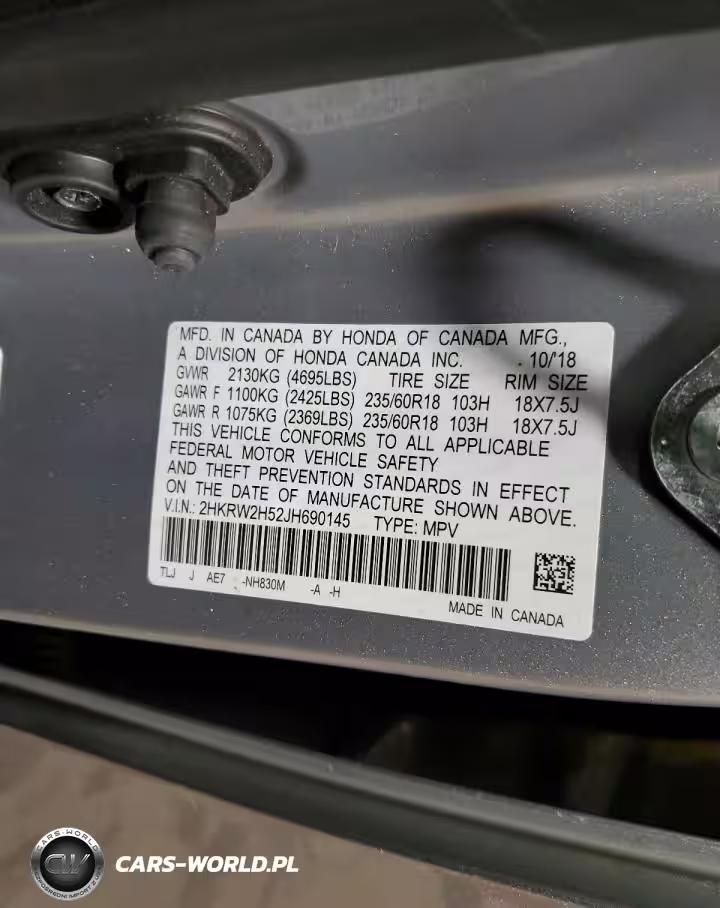 MFD. IN CANADA BY HONDA OF CANADA MFG.,
A DIVISION OF HONDA CANADA INC. 10/'18
GVWR 2130KG (4695LBS) TIRE SIZE RIM SIZE
GAWR F 1100KG (2425LBS) 235/60R18 103H 18X7.5J
GAWR R 1075KG (2369LBS) 235/60R18 103H 18X7.5J
THIS VEHICLE CONFORMS TO ALL APPLICABLE
FEDERAL MOTOR VEHICLE SAFETY
AND THEFT PREVENTION STANDARDS IN EFFECT
ON THE DATE OF MANUFACTURE SHOWN ABOVE.
V.I.N.: 2HKRW2H52JH690145 TYPE: MPV
TLJ J AE7 -NH830M -A -H
MADE IN CANADA
CARS-WORLD
CW
CARS-WORLD.PL